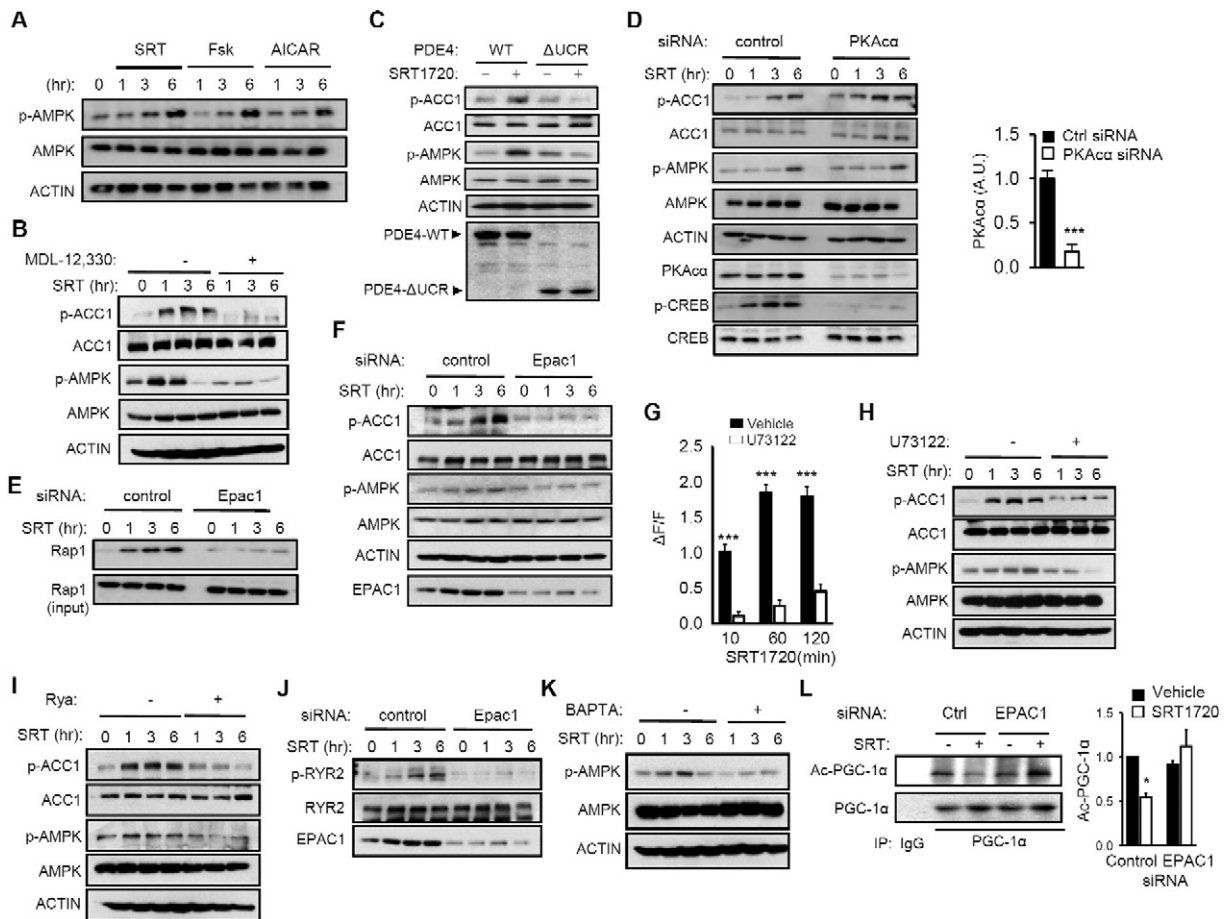 A
SRT Fsk AICAR
(hr): 0 1 3 6 1 3 6 1 3 6
p-AMPK
AMPK
ACTIN
B
MDL-12,330: - +
SRT (hr): 0 1 3 6 1 3 6
p-ACC1
ACC1
p-AMPK
AMPK
ACTIN
C
PDE4: WT ΔUCR
SRT1720: – + – +
p-ACC1
ACC1
p-AMPK
AMPK
ACTIN
PDE4-WT►
PDE4-ΔUCR ►
D
siRNA: control PKAcα
SRT (hr) 0 1 3 6 0 1 3 6
p-ACC1
ACC1
p-AMPK
AMPK
ACTIN
PKAcα
p-CREB
CREB
Ctrl siRNA
PKAcα siRNA
PKAcα (A.U.)
1.5
1.0
0.5
0.0
***
E
siRNA: control Epac1
SRT (hr) 0 1 3 6 0 1 3 6
Rap1
Rap1
(input)
F
siRNA: control Epac1
SRT (hr): 0 1 3 6 0 1 3 6
p-ACC1
ACC1
p-AMPK
AMPK
ACTIN
EPAC1
G
Vehicle
U73122
ΔF/F
2.5
2.0
1.5
1.0
0.5
0.0
*** *** ***
10 60 120
SRT1720(min)
H
U73122: - +
SRT (hr): 0 1 3 6 1 3 6
p-ACC1
ACC1
p-AMPK
AMPK
ACTIN
I
Rya: - +
SRT (hr): 0 1 3 6 1 3 6
p-ACC1
ACC1
p-AMPK
AMPK
ACTIN
J
siRNA: control Epac1
SRT (hr): 0 1 3 6 0 1 3 6
p-RYR2
RYR2
EPAC1
K
BAPTA: - +
SRT (hr): 0 1 3 6 1 3 6
p-AMPK
AMPK
ACTIN
L
siRNA: Ctrl EPAC1
SRT: - + - +
Ac-PGC-1α
PGC-1α
IP: IgG PGC-1α
Vehicle
SRT1720
Ac-PGC-1α
1.5
1.0
0.5
0.0
*
Control EPAC1
siRNA